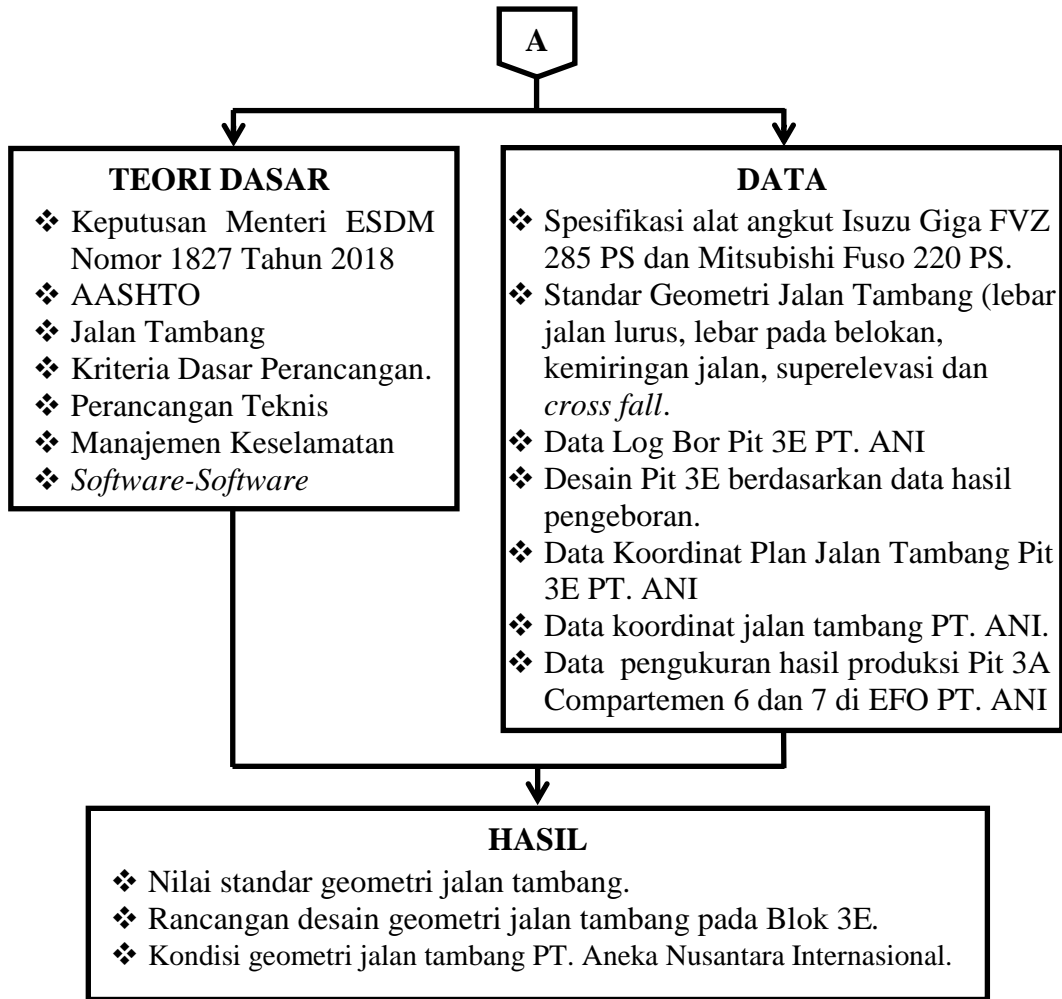 A
TEORI DASAR
❖ Keputusan Menteri ESDM
Nomor 1827 Tahun 2018
❖ AASHTO
❖ Jalan Tambang
❖ Kriteria Dasar Perancangan.
❖ Perancangan Teknis
❖ Manajemen Keselamatan
❖ Software-Software
DATA
❖ Spesifikasi alat angkut Isuzu Giga FVZ
285 PS dan Mitsubishi Fuso 220 PS.
❖ Standar Geometri Jalan Tambang (lebar
jalan lurus, lebar pada belokan,
kemiringan jalan, superelevasi dan
cross fall.
❖ Data Log Bor Pit 3E PT. ANI
❖ Desain Pit 3E berdasarkan data hasil
pengeboran.
❖ Data Koordinat Plan Jalan Tambang Pit
3E PT. ANI
❖ Data koordinat jalan tambang PT. ANI.
❖ Data pengukuran hasil produksi Pit 3A
Compartemen 6 dan 7 di EFO PT. ANI
HASIL
❖ Nilai standar geometri jalan tambang.
❖ Rancangan desain geometri jalan tambang pada Blok 3E.
❖ Kondisi geometri jalan tambang PT. Aneka Nusantara Internasional.